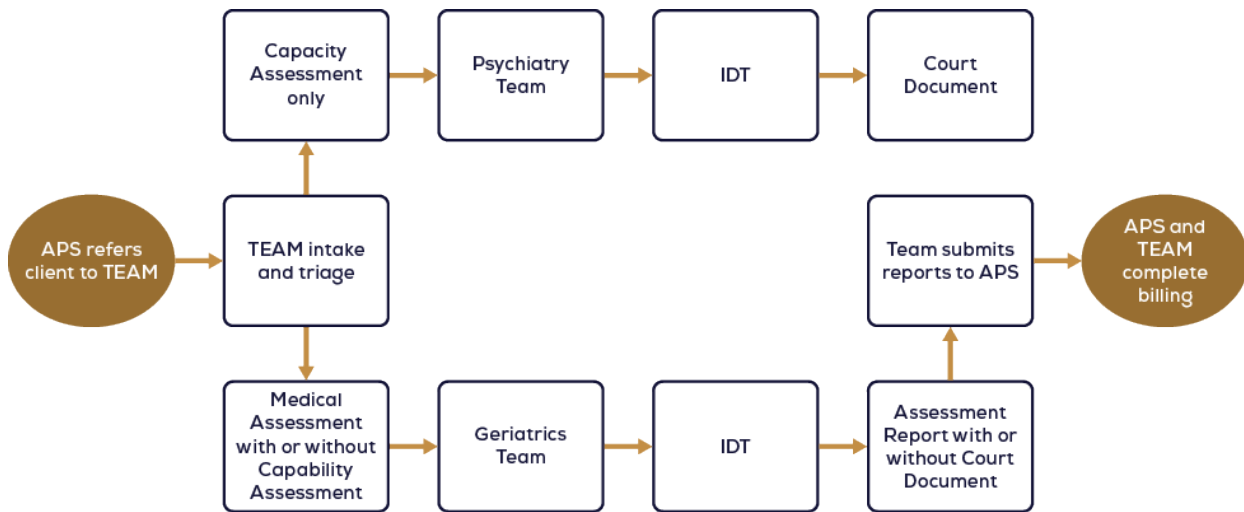 Capacity
Assessment
only
Psychiatry
Team
IDT
Court
Document
APS refers
client to TEAM
TEAM intake
and triage
Team submits
reports to APS
APS and
TEAM
complete
billing
Medical
Assessment
with or without
Capability
Assessment
Geriatrics
Team
IDT
Assessment
Report with or
without Court
Document